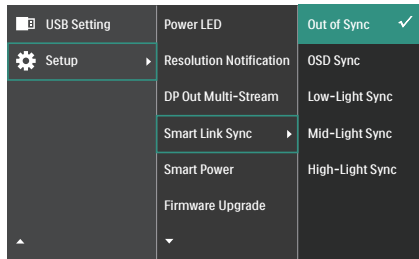 USB Setting
Setup
Power LED
Resolution Notification
DP Out Multi-Stream
Smart Link Sync
Smart Power
Firmware Upgrade
Out of Sync
OSD Sync
Low-Light Sync
Mid-Light Sync
High-Light Sync